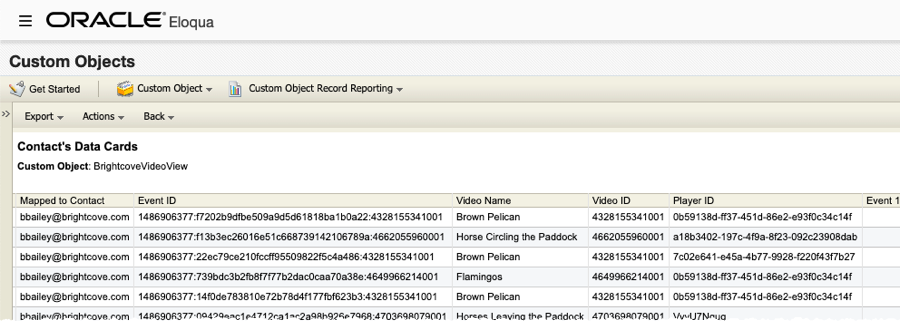 ORACLE Eloqua
Custom Objects
Get Started Custom Object Custom Object Record Reporting
Export Actions Back
Contact's Data Cards
Custom Object: BrightcoveVideoView
Mapped to Contact Event ID Video Name Video ID Player ID Event 1
bbailey@brightcove.com 1486906377:f7202b9dfbe509a9d5d61818ba1b0a22:4328155341001 Brown Pelican 4328155341001 0b59138d-ff37-451d-86e2-e93f0c34c14f
bbailey@brightcove.com 1486906377:f13b3ec26016e51c668739142106789a:4662055960001 Horse Circling the Paddock 4662055960001 a18b3402-197c-4f9a-8f23-092c23908dab
bbailey@brightcove.com 1486906377:22ec79ce210fccff95509822f5c4a486:4328155341001 Brown Pelican 4328155341001 7c02e641-e45a-4b77-9928-f220f43f7b27
bbailey@brightcove.com 1486906377:739bdc3b2fb8f7f77b2dac0caa70a38e:4649966214001 Flamingos 4649966214001 0b59138d-ff37-451d-86e2-e93f0c34c14f
bbailey@brightcove.com 1486906377:14f0de783810e72b78d4f177fbf623b3:4328155341001 Brown Pelican 4328155341001 0b59138d-ff37-451d-86e2-e93f0c34c14f
bbailey@brightcove.com Horses Leaving the Paddock 4703698079001